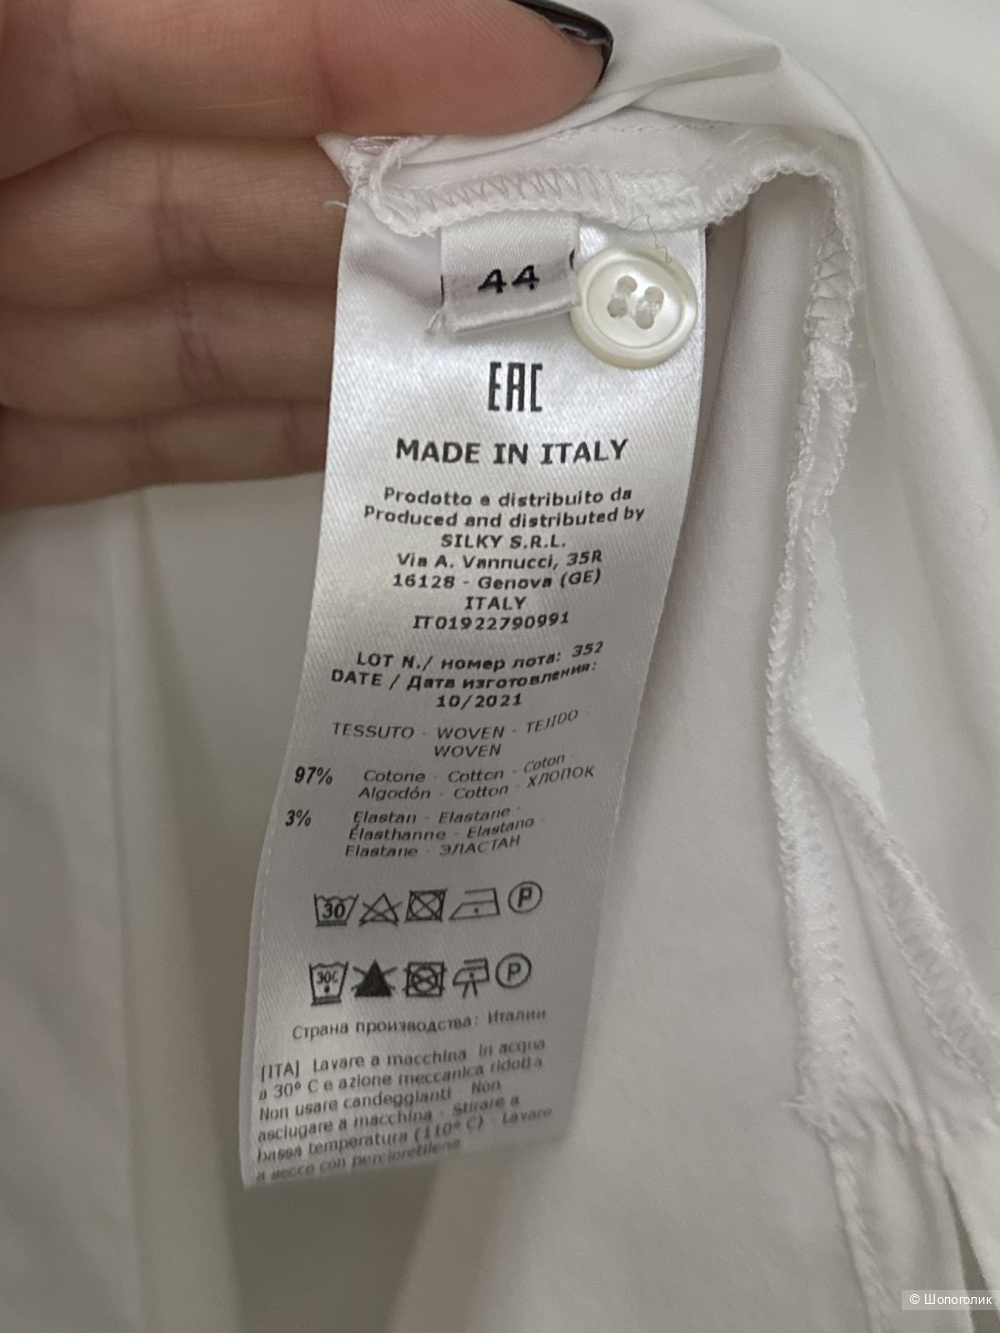 44
EAC
MADE IN ITALY
Prodotto e distribuito da
Produced and distributed by
SILKY S.R.L.
Via A. Vannucci, 35R
16128 - Genova (GE)
ITALY
IT01922790991
LOT N./ номер лота: 352
DATE / Дата изготовления:
10/2021
TESSUTO - WOVEN - TEJIDO
WOVEN
97% Cotone - Cotton - Coton
Algodón - Cotton - ХЛОПОК
3% Elastan - Elastane -
Élasthanne - Elastano -
Elastane - ЭЛАСТАН
30 P
30C P
Страна производства: Италия
[ITA] Lavare a macchina in acqua
a 30° C e azione meccanica ridotta
Non usare candeggianti - Non
asciugare a macchina - Stirare a
bassa temperatura (110° C) - Lavare
a secco con percloretilene
© Шопоголик